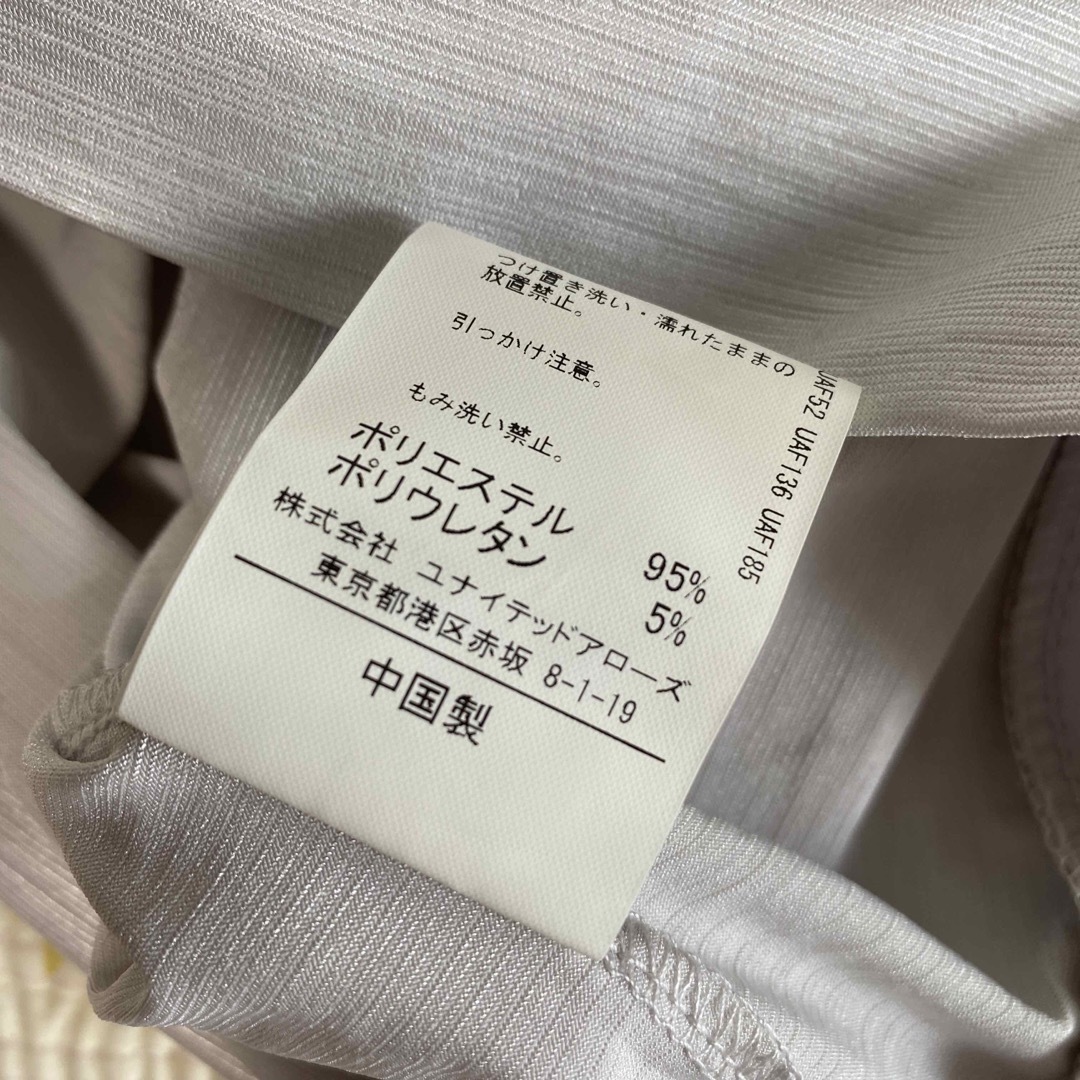 つけ置き洗い・濡れたままの
放置禁止。
引つかけ注意。
もみ洗い禁止。
ポリエステル 95%
ポリウレタン 5%
株式会社 ユナイテッドアローズ
東京都港区赤坂 8-1-19
中国製
UAF52 UAF136 UAF185